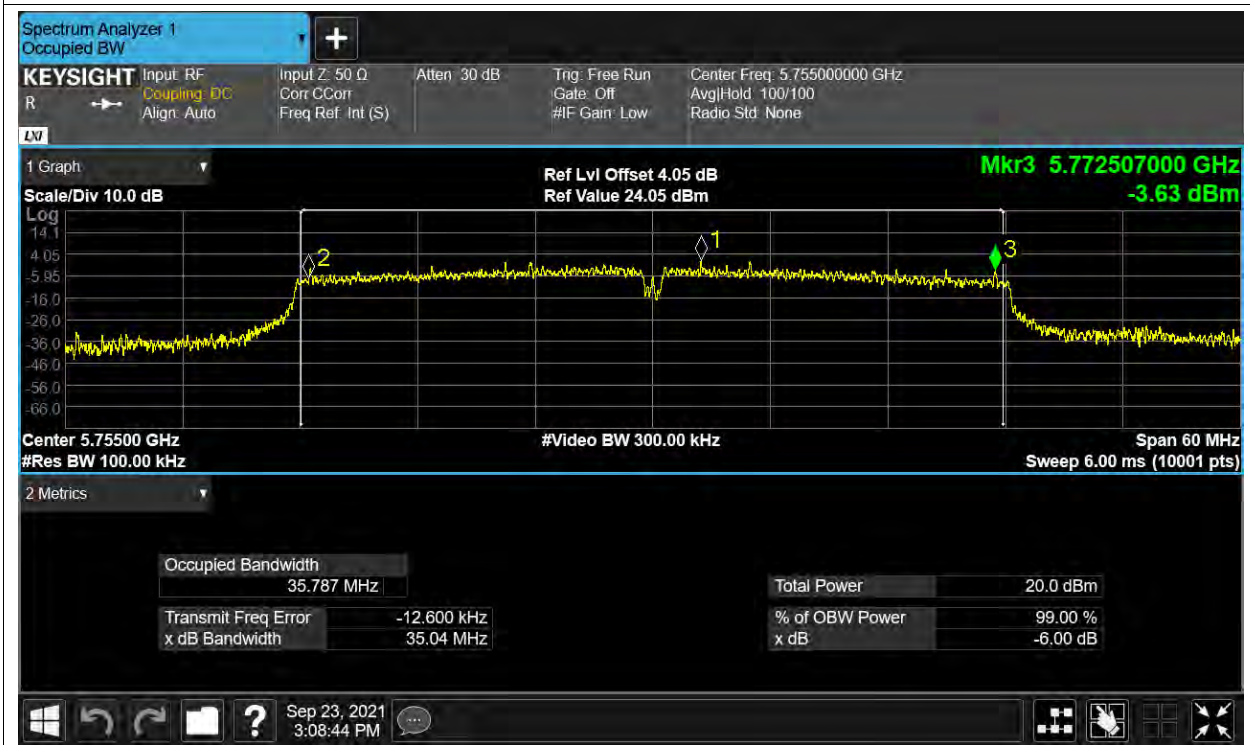 Spectrum Analyzer 1
Occupied BW
KEYSIGHT
R
LXI
Input: RF
Coupling: DC
Align: Auto
Input Z: 50 Ω
Corr CCorr
Freq Ref: Int (S)
Atten: 30 dB
Trig: Free Run
Gate: Off
#IF Gain: Low
Center Freq: 5.755000000 GHz
Avg|Hold: 100/100
Radio Std: None
1 Graph
Scale/Div 10.0 dB
Ref Lvl Offset 4.05 dB
Ref Value 24.05 dBm
Mkr3 5.772507000 GHz
-3.63 dBm
Log
14.1
4.05
-5.95
-16.0
-26.0
-36.0
-46.0
-56.0
-66.0
2
1
3
Center 5.75500 GHz
#Res BW 100.00 kHz
#Video BW 300.00 kHz
Span 60 MHz
Sweep 6.00 ms (10001 pts)
2 Metrics
Occupied Bandwidth
35.787 MHz
Transmit Freq Error -12.600 kHz
x dB Bandwidth 35.04 MHz
Total Power 20.0 dBm
% of OBW Power 99.00 %
x dB -6.00 dB
?
Sep 23, 2021
3:08:44 PM